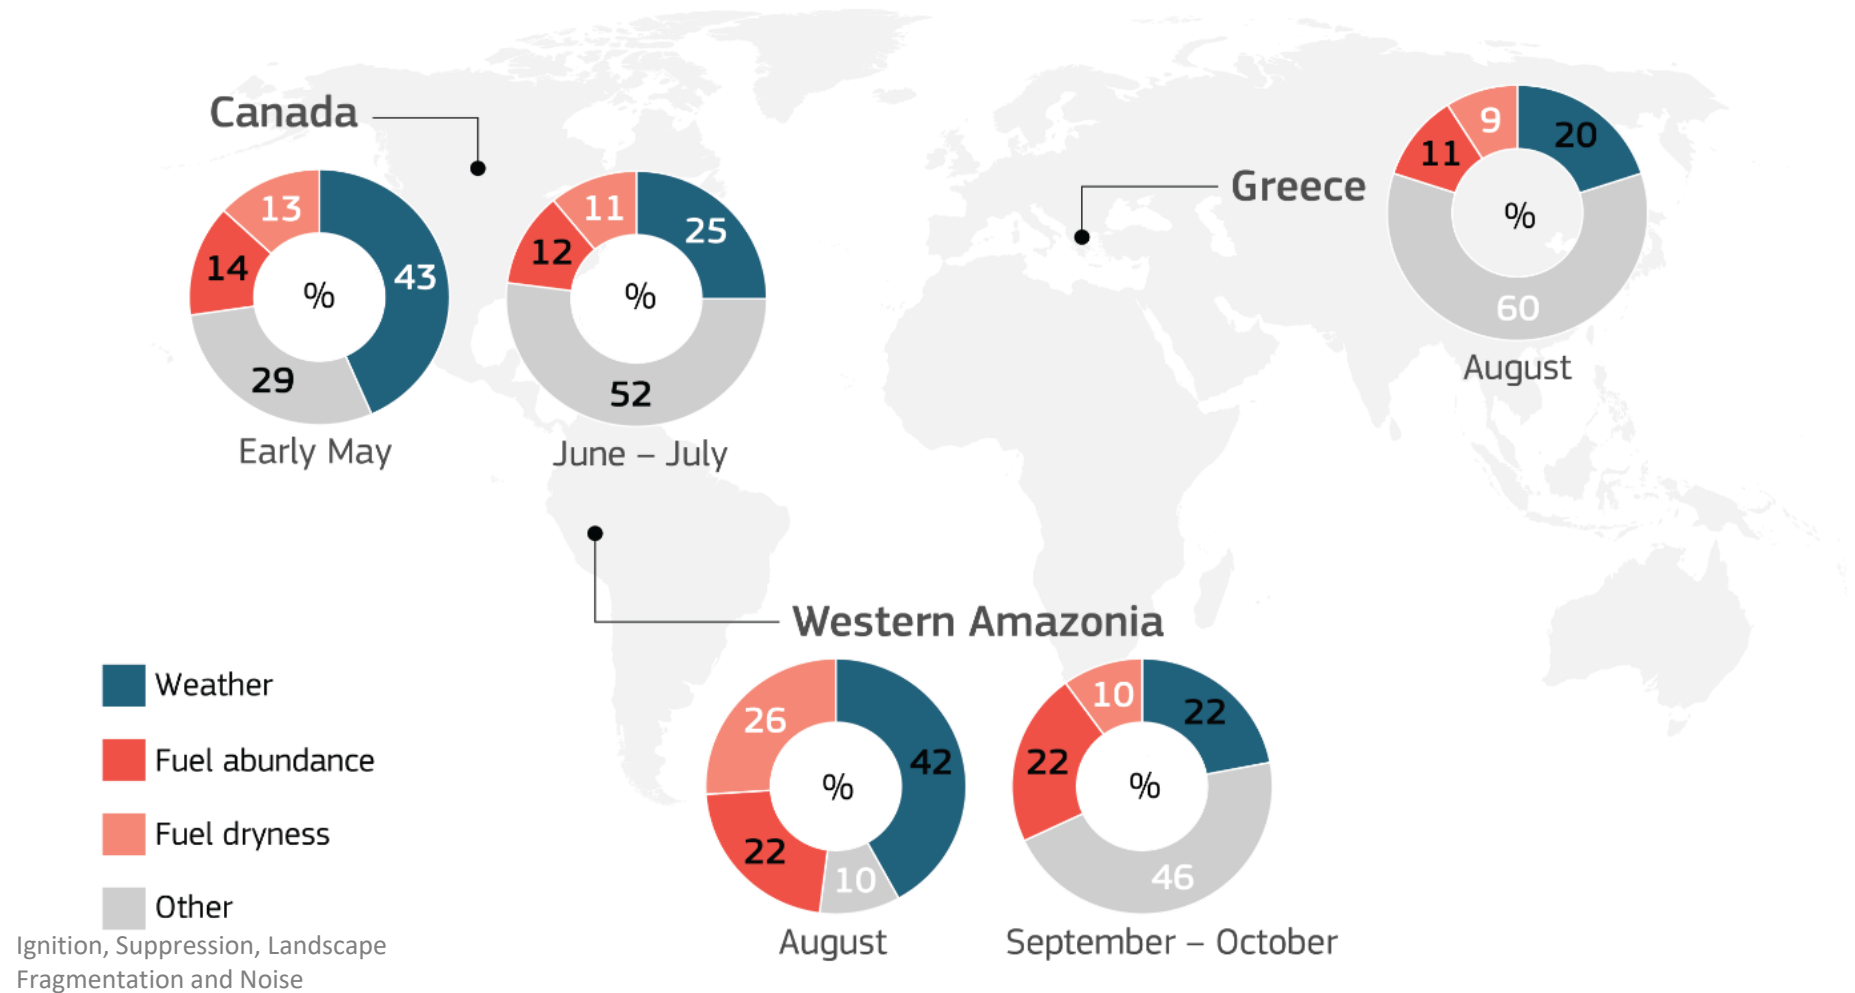 Canada
13
43
14
%
29
Early May
11
25
12
%
52
June – July
Greece
9
20
11
%
60
August
Western Amazonia
26
42
%
22
10
August
10
22
22
%
46
September – October
Weather
Fuel abundance
Fuel dryness
Other
Ignition, Suppression, Landscape
Fragmentation and Noise